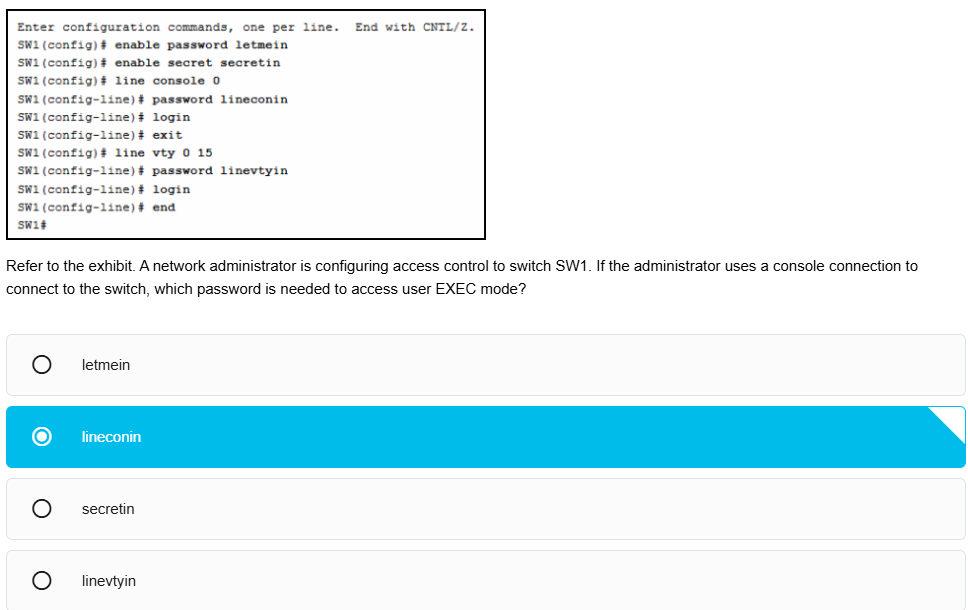 Enter configuration commands, one per line.  End with CNTL/Z.
SW1(config)# enable password letmein
SW1(config)# enable secret secretin
SW1(config)# line console 0
SW1(config-line)# password lineconin
SW1(config-line)# login
SW1(config-line)# exit
SW1(config)# line vty 0 15
SW1(config-line)# password linevtyin
SW1(config-line)# login
SW1(config-line)# end
SW1#
Refer to the exhibit. A network administrator is configuring access control to switch SW1. If the administrator uses a console connection to
connect to the switch, which password is needed to access user EXEC mode?
letmein
lineconin
secretin
linevtyin